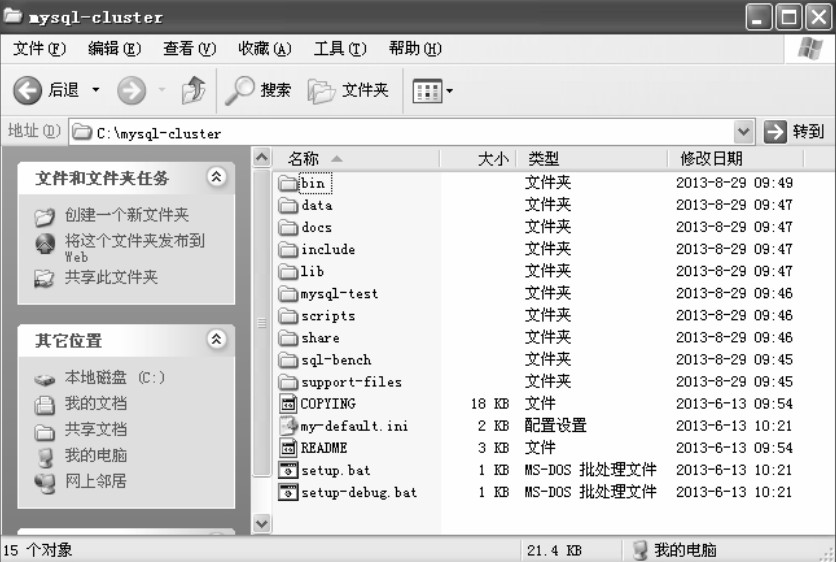 mysql-cluster
文件(F) 编辑(E) 查看(V) 收藏(A) 工具(T) 帮助(H)
后退 搜索 文件夹
地址(D) C:\mysql-cluster 转到
文件和文件夹任务
创建一个新文件夹
将这个文件夹发布到
Web
共享此文件夹
其它位置
本地磁盘 (C:)
我的文档
共享文档
我的电脑
网上邻居
名称 大小 类型 修改日期
bin 文件夹 2013-8-29 09:49
data 文件夹 2013-8-29 09:47
docs 文件夹 2013-8-29 09:47
include 文件夹 2013-8-29 09:47
lib 文件夹 2013-8-29 09:47
mysql-test 文件夹 2013-8-29 09:46
scripts 文件夹 2013-8-29 09:46
share 文件夹 2013-8-29 09:46
sql-bench 文件夹 2013-8-29 09:45
support-files 文件夹 2013-8-29 09:45
COPYING 18 KB 文件 2013-6-13 09:54
my-default.ini 2 KB 配置设置 2013-6-13 10:21
README 3 KB 文件 2013-6-13 09:54
setup.bat 1 KB MS-DOS 批处理文件 2013-6-13 10:21
setup-debug.bat 1 KB MS-DOS 批处理文件 2013-6-13 10:21
15 个对象 21.4 KB 我的电脑